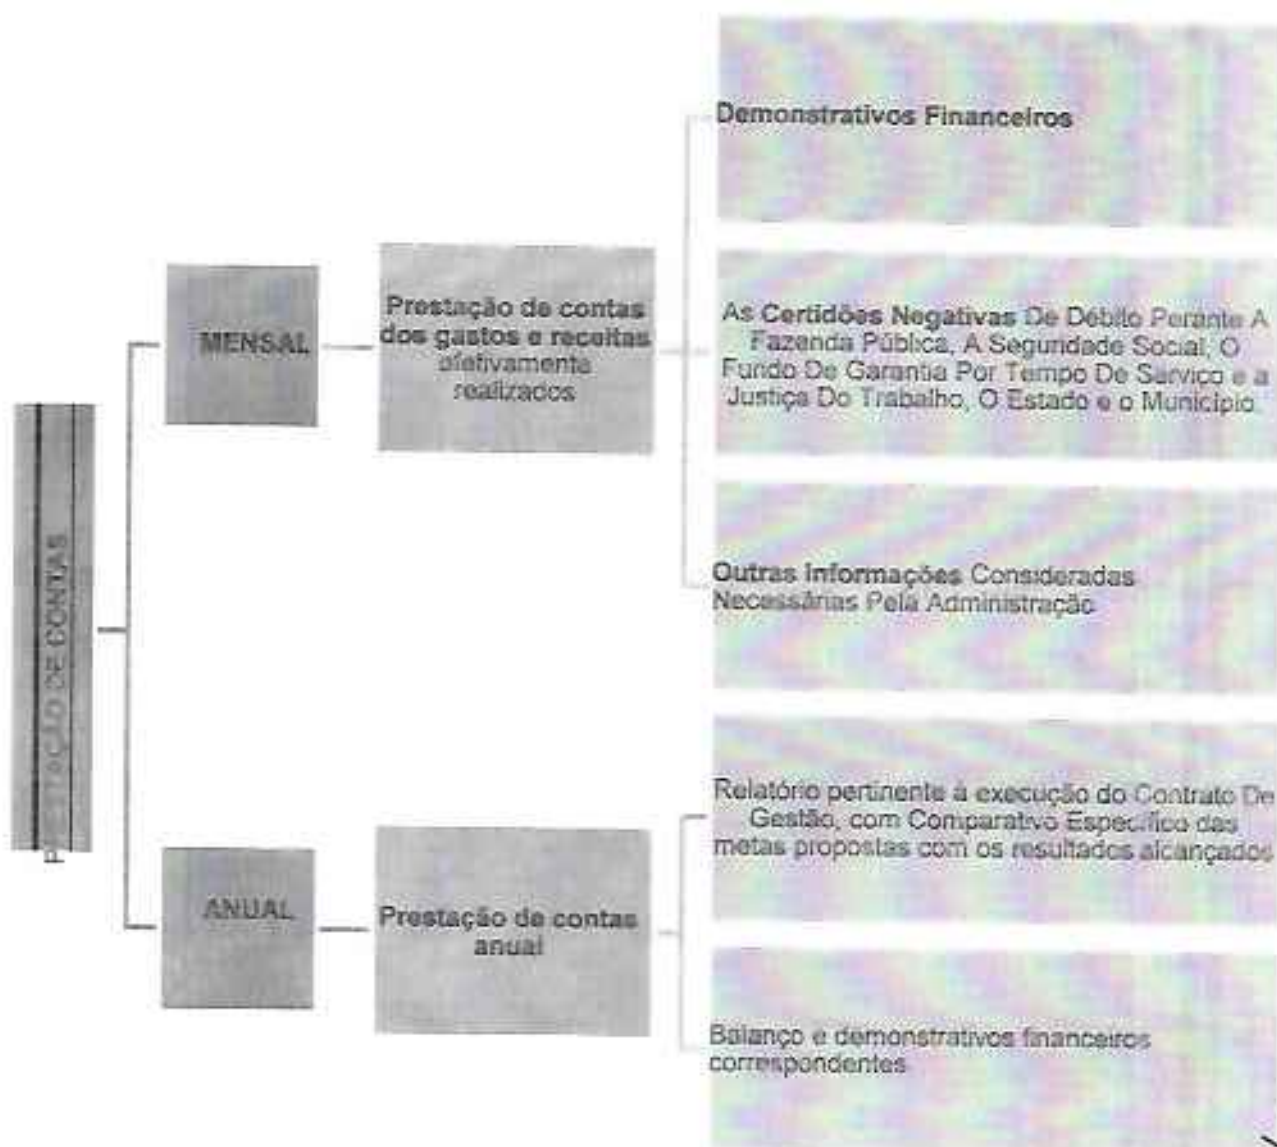 PRESTAÇÃO DE CONTAS
MENSAL
Prestação de contas
dos gastos e receitas
efetivamente
realizados
Demonstrativos Financeiros
As Certidões Negativas De Débito Perante A
Fazenda Pública, A Seguridade Social, O
Fundo De Garantia Por Tempo De Serviço e a
Justiça Do Trabalho, O Estado e o Município.
Outras Informações Consideradas
Necessárias Pela Administração
ANUAL
Prestação de contas
anual
Relatório pertinente à execução do Contrato De
Gestão, com Comparativo Específico das
metas propostas com os resultados alcançados
Balanço e demonstrativos financeiros
correspondentes